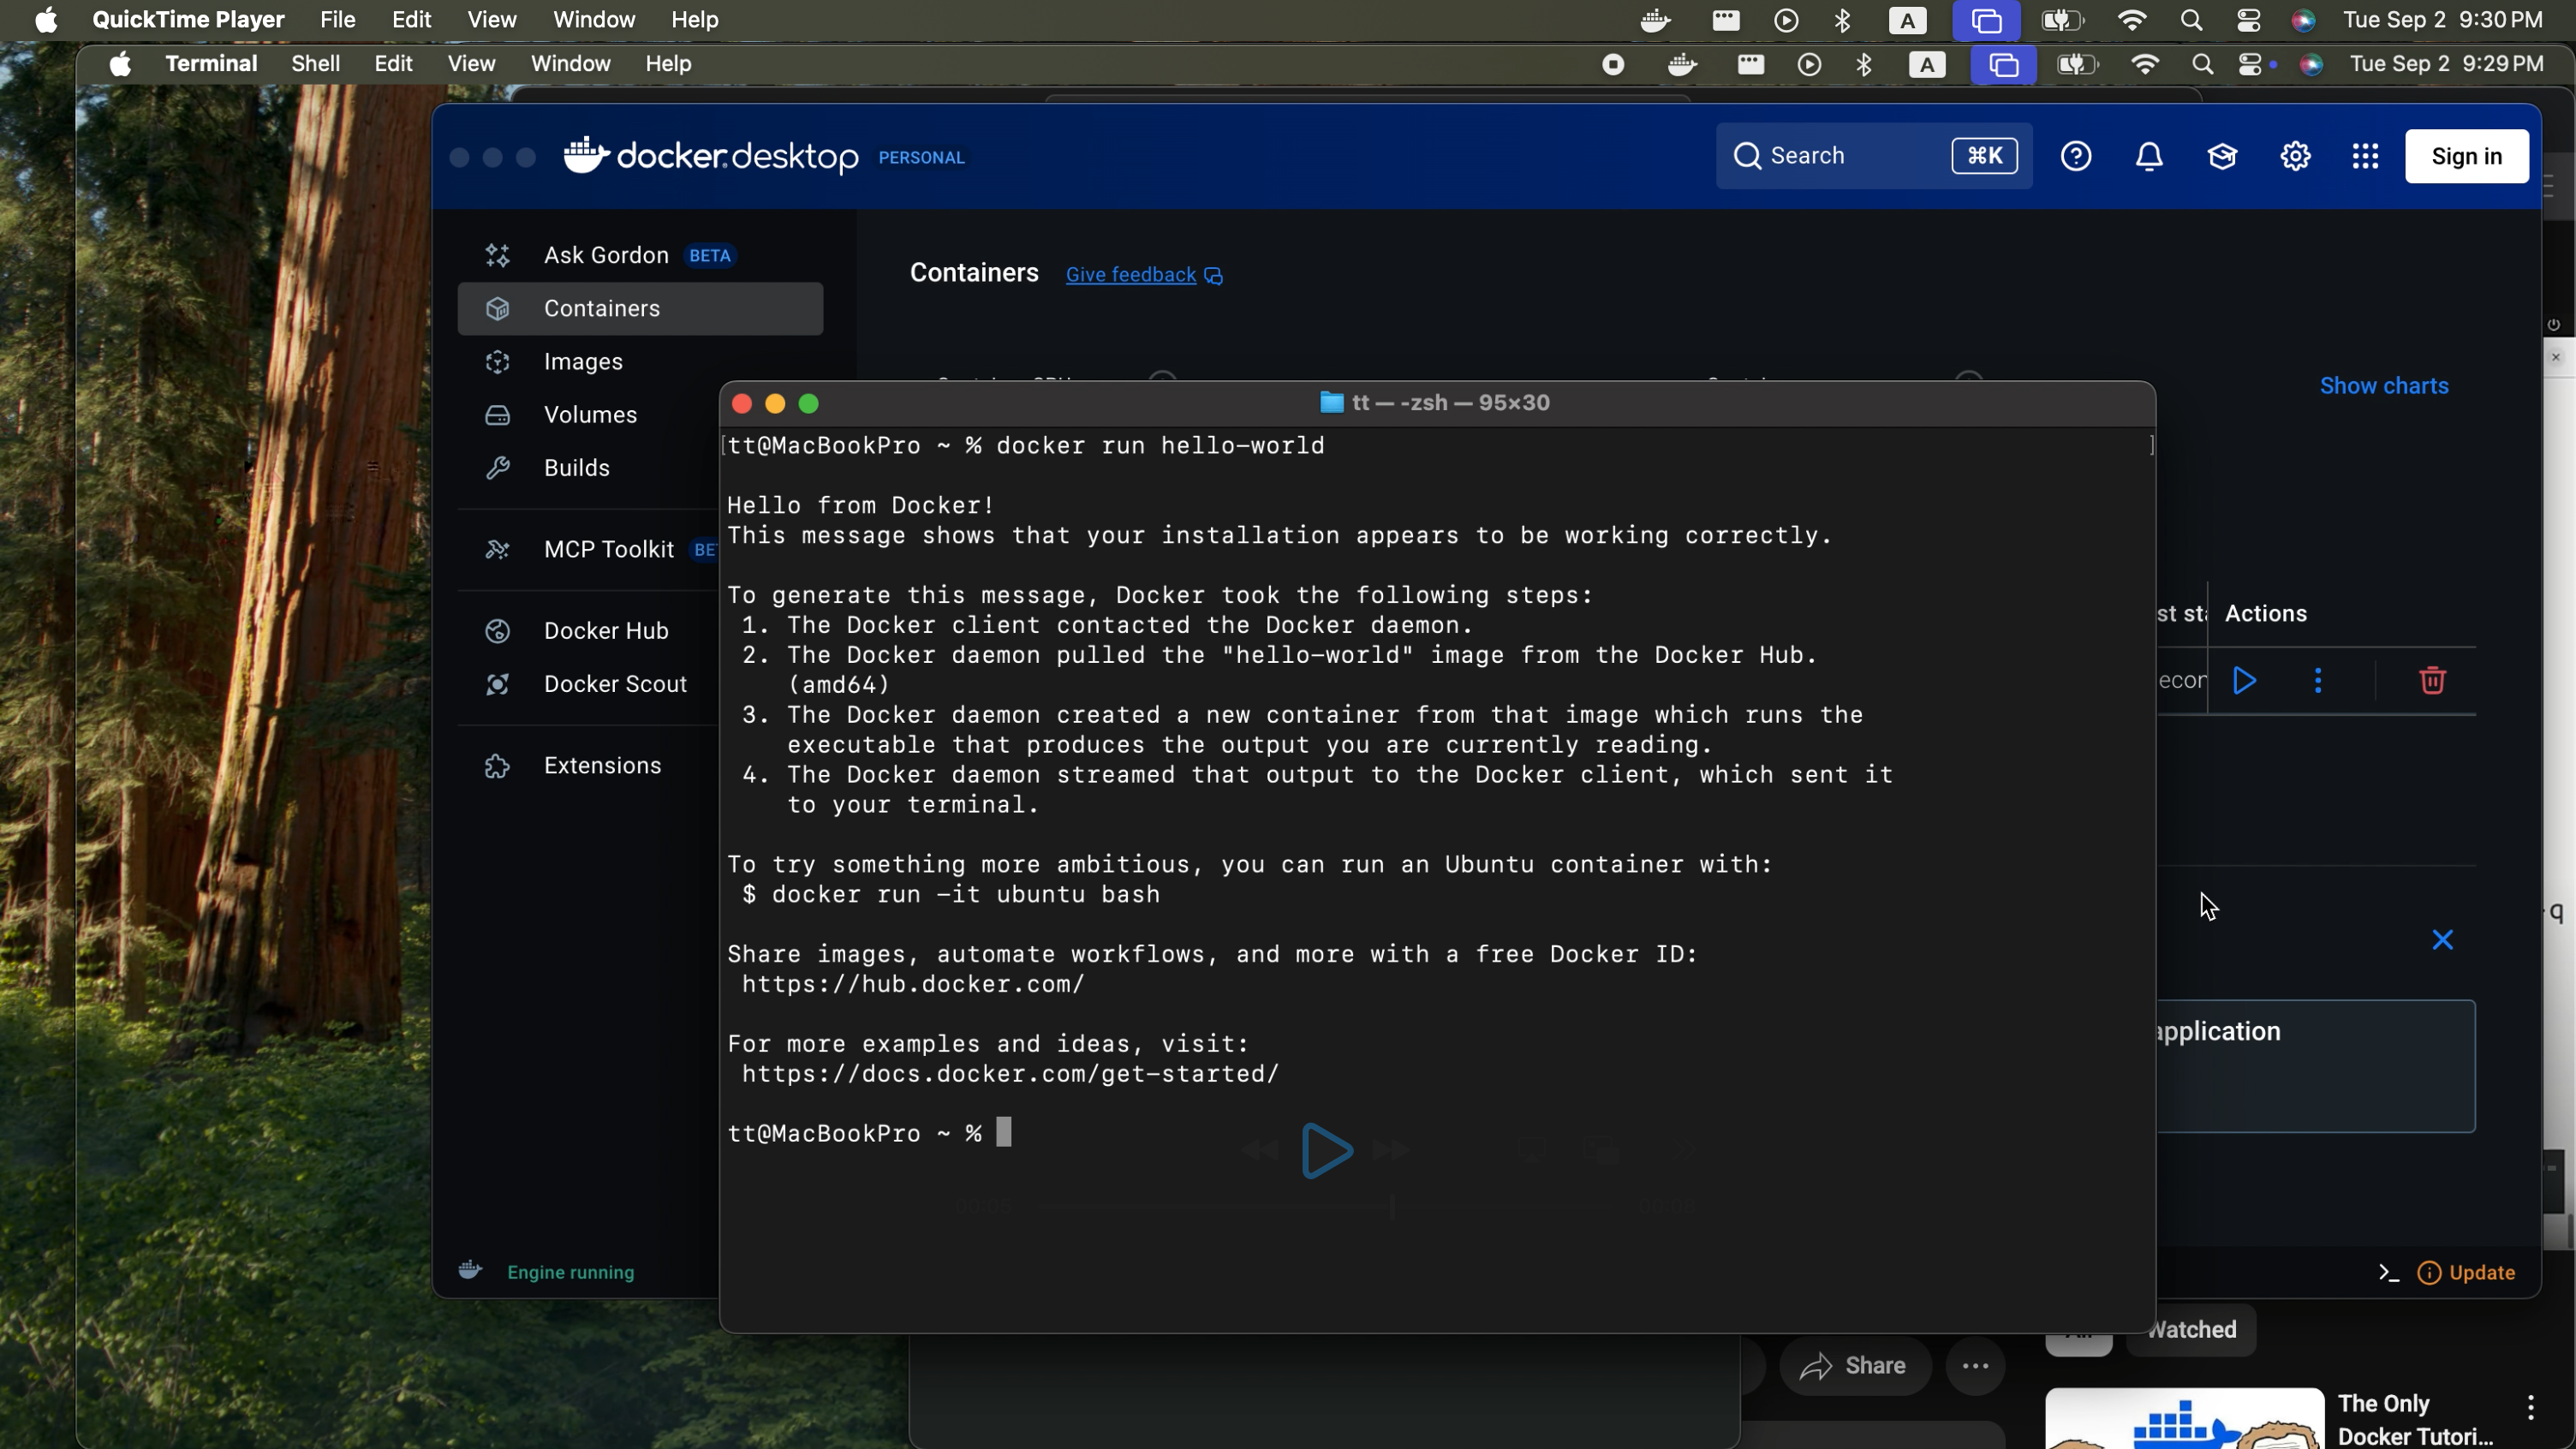 QuickTime Player File Edit View Window Help A Tue Sep 2 9:30 PM
Terminal Shell Edit View Window Help A Tue Sep 2 9:29 PM
docker.desktop PERSONAL Search ⌘K Sign in
Ask Gordon BETA
Containers
Images
Volumes
Builds
MCP Toolkit
Docker Hub
Docker Scout
Extensions
Engine running
Containers Give feedback
Show charts
Actions
application
Update
tt — -zsh — 95×30
tt@MacBookPro ~ % docker run hello-world
Hello from Docker!
This message shows that your installation appears to be working correctly.
To generate this message, Docker took the following steps:
1. The Docker client contacted the Docker daemon.
2. The Docker daemon pulled the "hello-world" image from the Docker Hub.
(amd64)
3. The Docker daemon created a new container from that image which runs the
executable that produces the output you are currently reading.
4. The Docker daemon streamed that output to the Docker client, which sent it
to your terminal.
To try something more ambitious, you can run an Ubuntu container with:
$ docker run -it ubuntu bash
Share images, automate workflows, and more with a free Docker ID:
https://hub.docker.com/
For more examples and ideas, visit:
https://docs.docker.com/get-started/
tt@MacBookPro ~ %
Watched
Share
The Only
Docker Tutori...